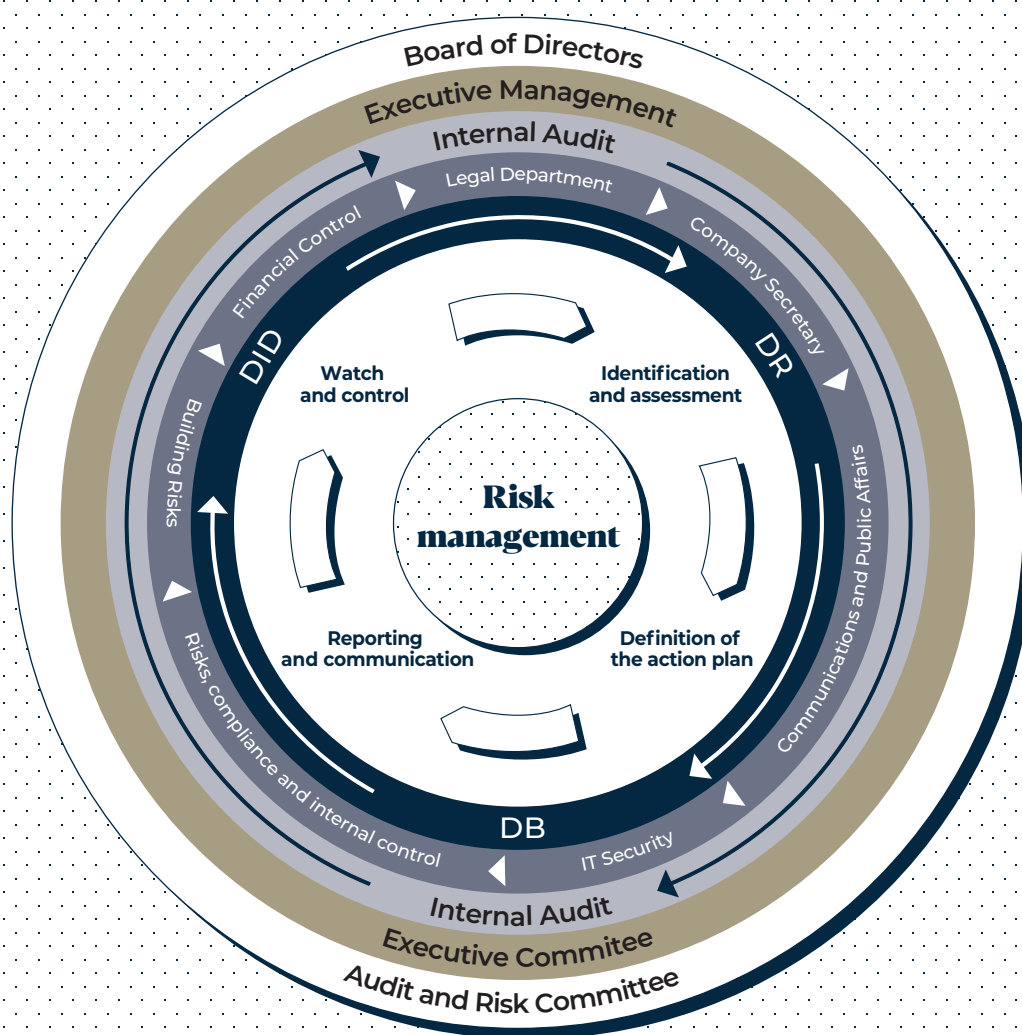 Board of Directors
Executive Management
Internal Audit
Legal Department
Company Secretary
Financial Control
DID
DR
Watch
and control
Identification
and assessment
Building Risks
Communications and Public Affairs
Risk
management
Reporting
and communication
Definition of
the action plan
Risks, compliance and internal control
DB
IT Security
Internal Audit
Executive Commitee
Audit and Risk Committee